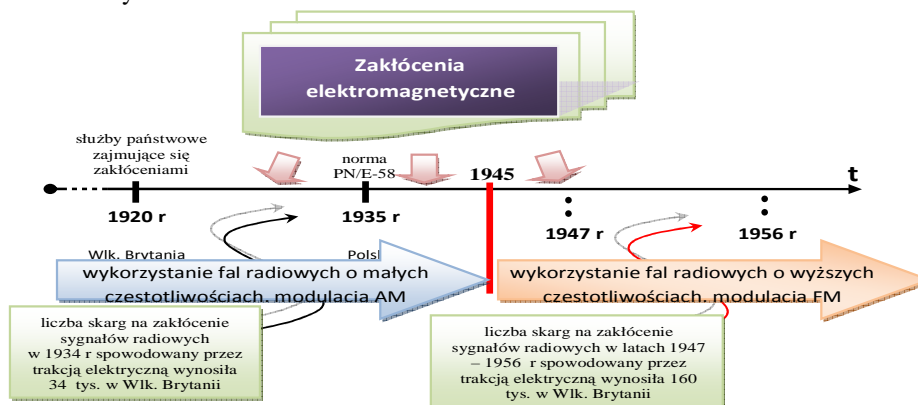 Zakłócenia
elektromagnetyczne
służby państwowe
zajmujące się
zakłóceniami
norma
PN/E-58
1945
t
1920 r
1935 r
1947 r
1956 r
Wlk. Brytania
wykorzystanie fal radiowych o małych
częstotliwościach. modulacja AM
wykorzystanie fal radiowych o wyższych
częstotliwościach. modulacja FM
liczba skarg na zakłócenie
sygnałów radiowych
w 1934 r spowodowany przez
trakcją elektryczną wynosiła
34 tys. w Wlk. Brytanii
liczba skarg na zakłócenie
sygnałów radiowych w latach 1947
– 1956 r spowodowany przez
trakcją elektryczną wynosiła 160
tys. w Wlk. Brytanii